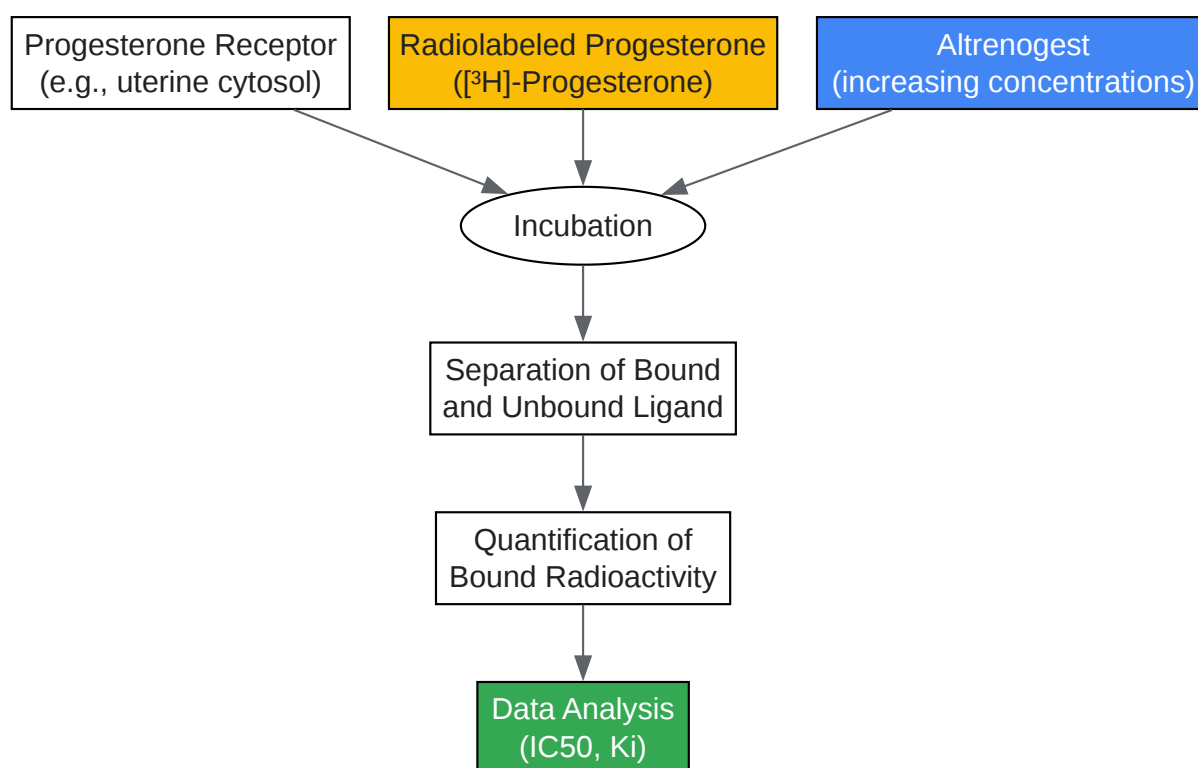 Progesterone Receptor
(e.g., uterine cytosol)
Radiolabeled Progesterone
([³H]-Progesterone)
Altrenogest
(increasing concentrations)
Incubation
Separation of Bound
and Unbound Ligand
Quantification of
Bound Radioactivity
Data Analysis
(IC50, Ki)